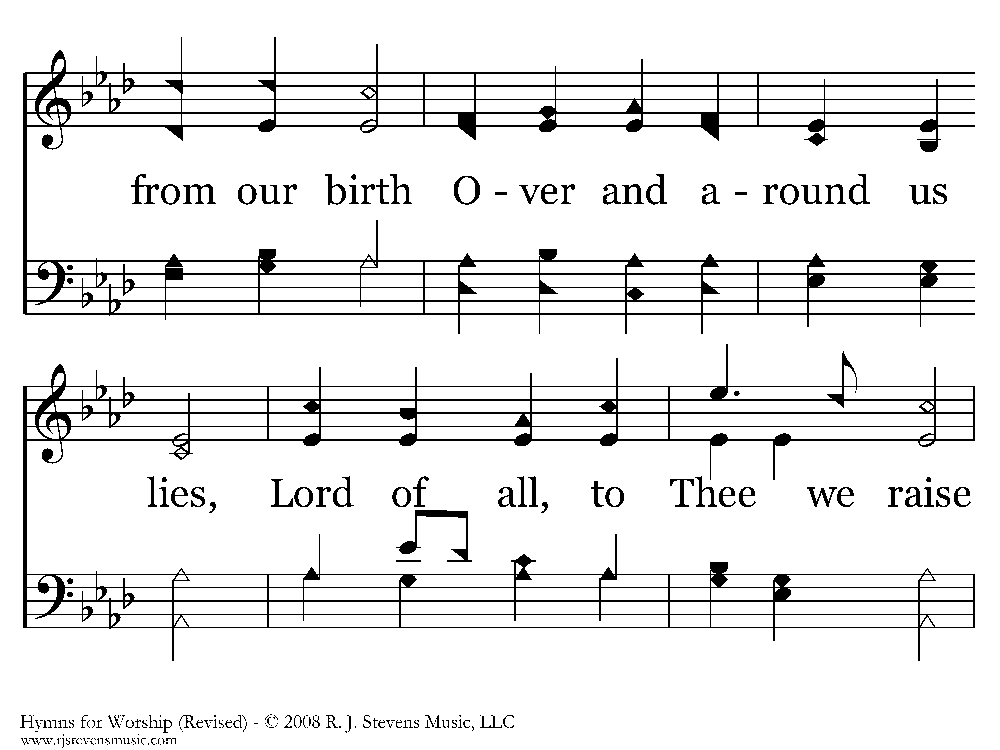 from our birth O - ver and a - round us
lies, Lord of all, to Thee we raise
Hymns for Worship (Revised) - © 2008 R. J. Stevens Music, LLC
www.rjstevensmusic.com